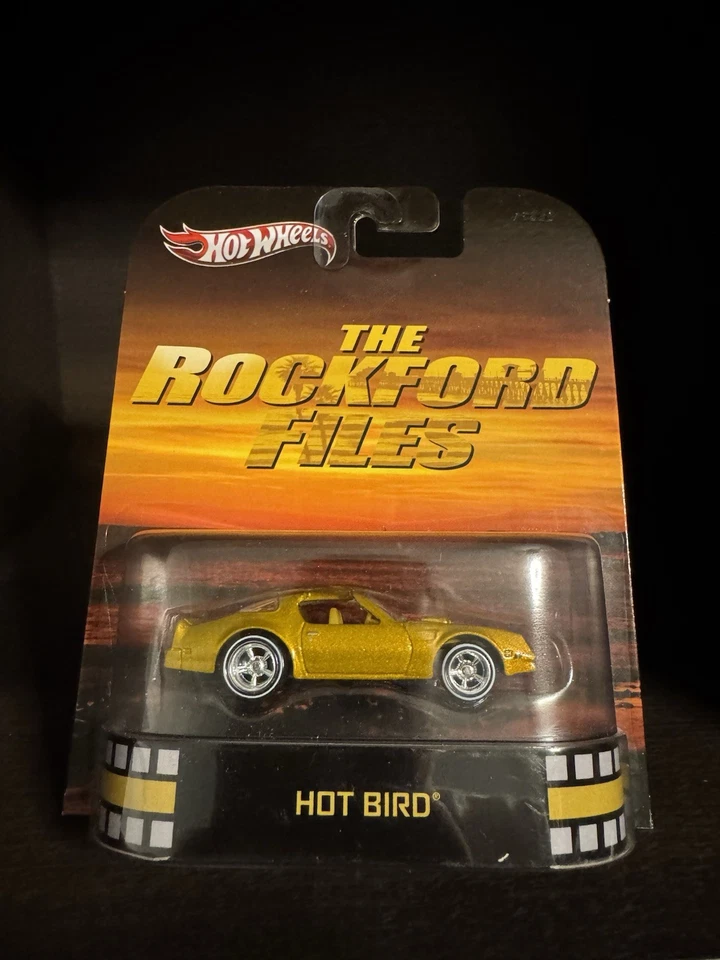 HOT WHEELS
THE
ROCKFORD
FILES
HOT BIRD®